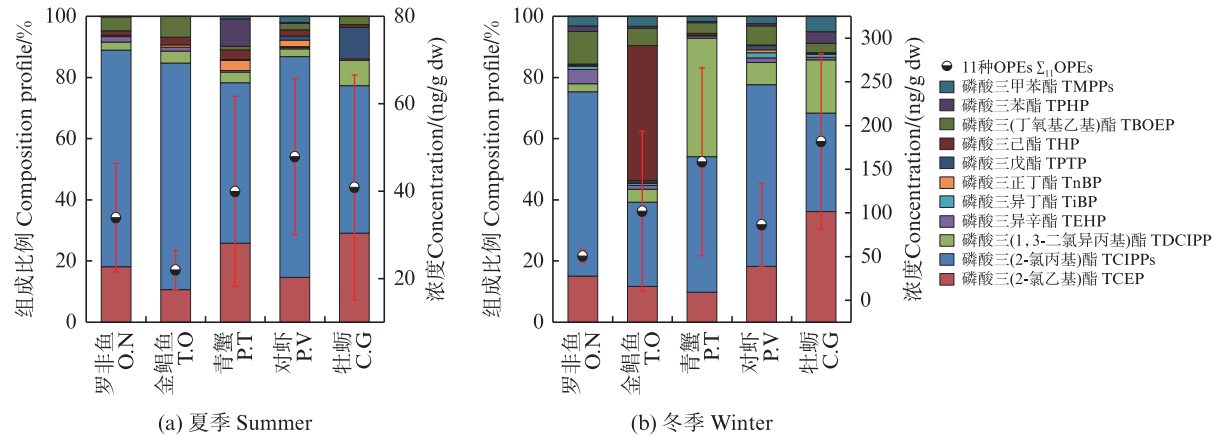 组成比例 Composition profile/%
100
80
60
40
20
0
80
60
40
20
浓度Concentration/(ng/g dw)
罗非鱼 O.N
金鲳鱼 T.O
青蟹 P.T
对虾 P.V
牡蛎 C.G
(a) 夏季 Summer
组成比例 Composition profile/%
100
80
60
40
20
0
300
250
200
150
100
50
0
浓度Concentration/(ng/g dw)
罗非鱼 O.N
金鲳鱼 T.O
青蟹 P.T
对虾 P.V
牡蛎 C.G
(b) 冬季 Winter
11种OPEs Σ₁₁OPEs
磷酸三甲苯酯 TMPPs
磷酸三苯酯 TPHP
磷酸三(丁氧基乙基)酯 TBOEP
磷酸三己酯 THP
磷酸三戊酯 TPTP
磷酸三正丁酯 TnBP
磷酸三异丁酯 TiBP
磷酸三异辛酯 TEHP
磷酸三(1, 3-二氯异丙基)酯 TDCIPP
磷酸三(2-氯丙基)酯 TCIPPs
磷酸三(2-氯乙基)酯 TCEP